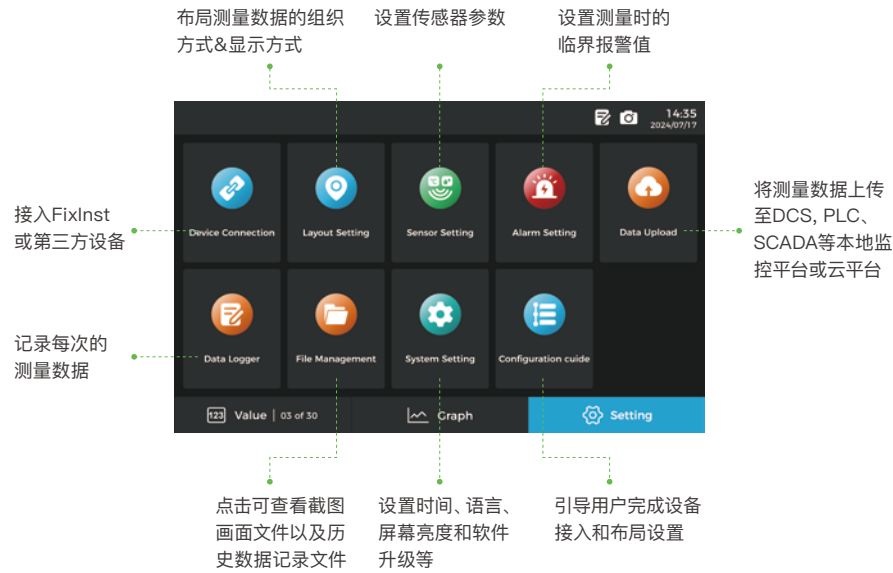 布局测量数据的组织
方式&显示方式
设置传感器参数
设置测量时的
临界报警值
14:35
2024/07/17
接入FixInst
或第三方设备
Device Connection
Layout Setting
Sensor Setting
Alarm Setting
Data Upload
将测量数据上传
至DCS, PLC、
SCADA等本地监
控平台或云平台
记录每次的
测量数据
Data Logger
File Management
System Setting
Configuration cuide
123 Value | 03 of 30
Graph
Setting
点击可查看截图
画面文件以及历
史数据记录文件
设置时间、语言、
屏幕亮度和软件
升级等
引导用户完成设备
接入和布局设置